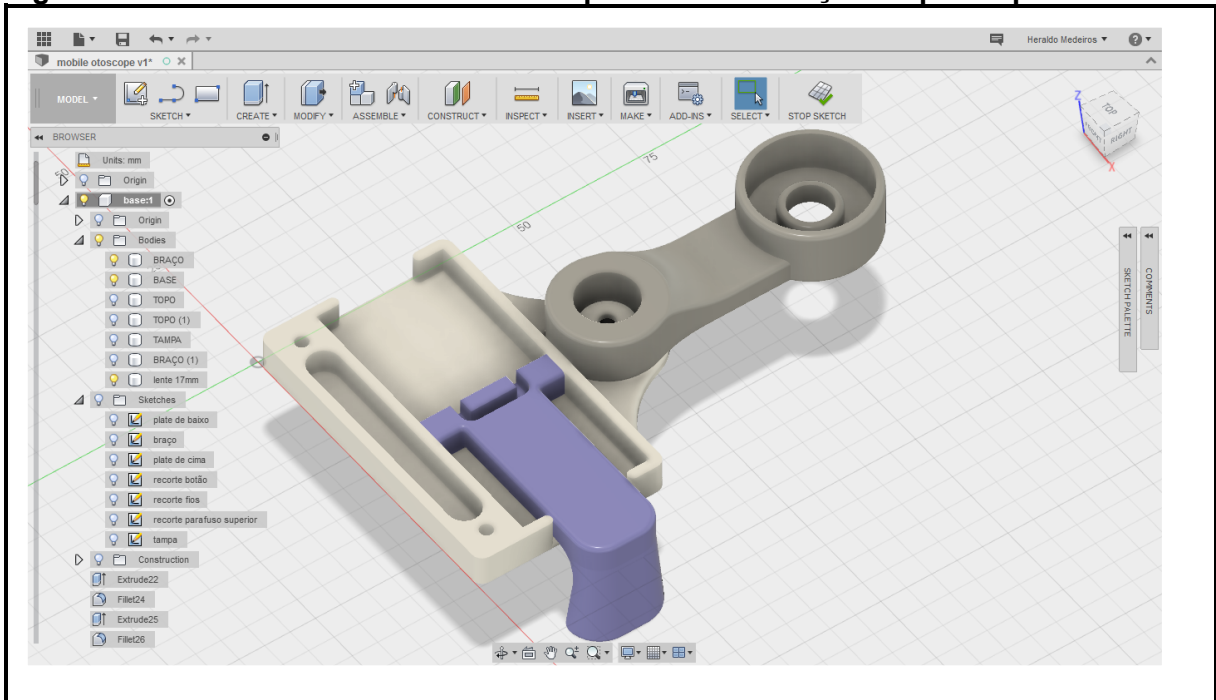 Heraldo Medeiros
mobile otoscope v1*
MODEL
SKETCH
CREATE
MODIFY
ASSEMBLE
CONSTRUCT
INSPECT
INSERT
MAKE
ADD-INS
SELECT
STOP SKETCH
BROWSER
Units: mm
Origin
base:1
Origin
Bodies
BRAÇO
BASE
TOPO
TOPO (1)
TAMPA
BRAÇO (1)
lente 17mm
Sketches
plate de baixo
braço
plate de cima
recorte botão
recorte fios
recorte parafuso superior
tampa
Construction
Extrude22
Fillet24
Extrude25
Fillet26
50
75
Z
TOP
RIGHT
X
SKETCH PALETTE
COMMENTS